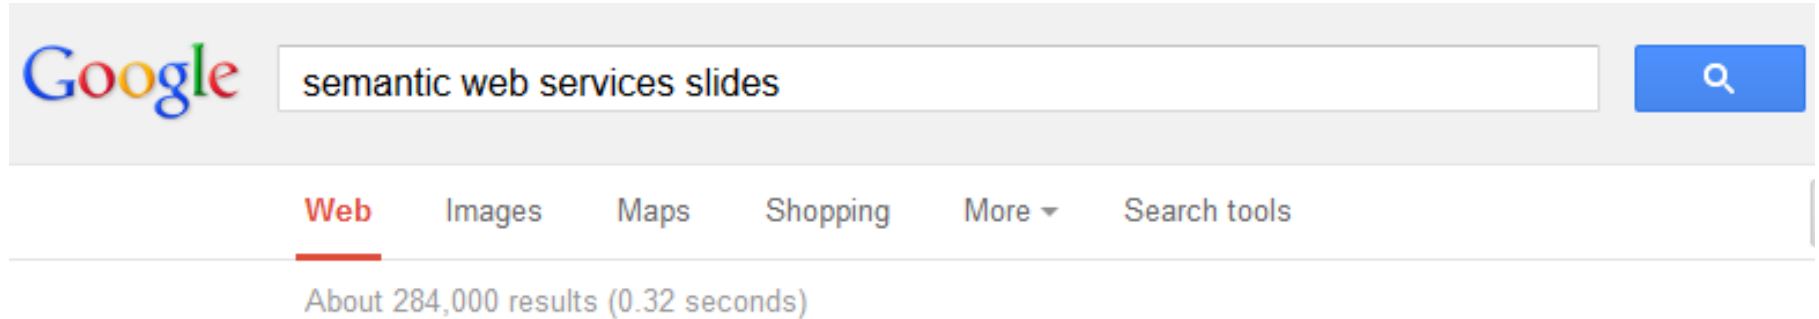 Google semantic web services slides
Web Images Maps Shopping More Search tools
About 284,000 results (0.32 seconds)